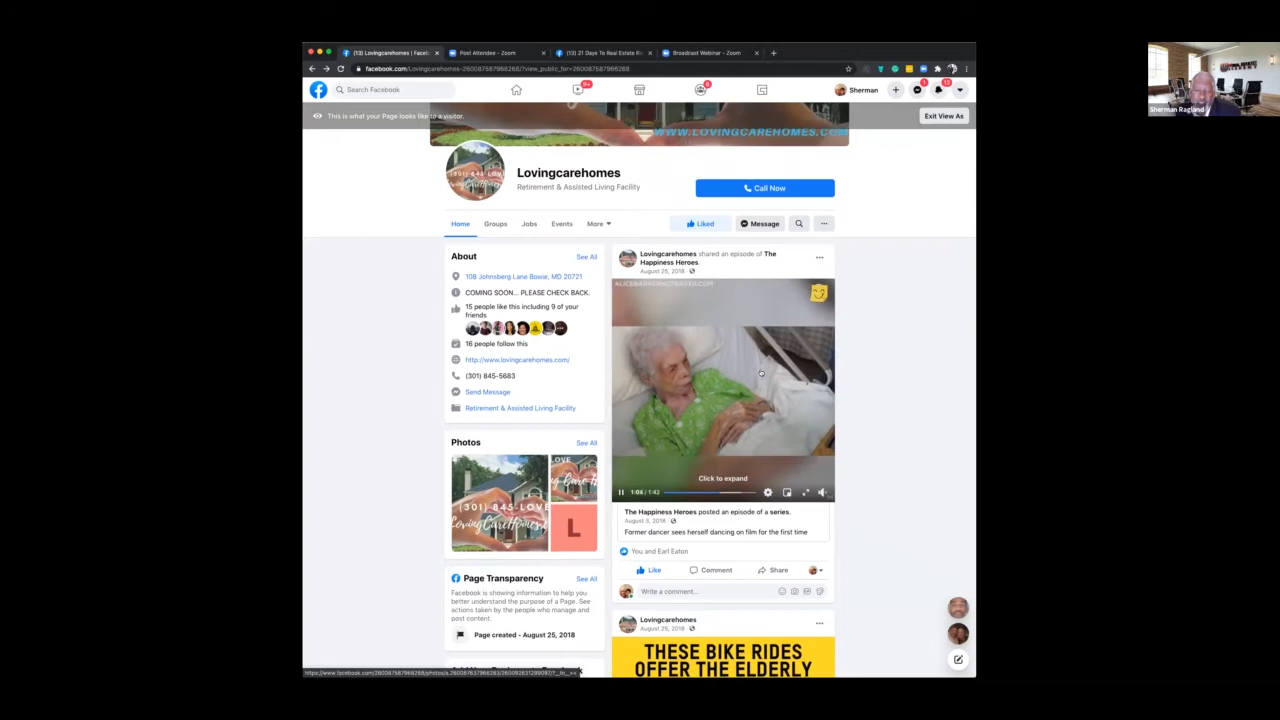 (13) Lovingcarehomes | Faceb
Post Attendee - Zoom
(13) 21 Days To Real Estate Ri
Broadcast Webinar - Zoom
facebook.com/Lovingcarehomes-260087587966268/?view_public_for=260087587966268
Search Facebook
9+
6
Sherman
1
13
This is what your Page looks like to a visitor.
Exit View As
WWW.LOVINGCAREHOMES.COM
Sherman Ragland
Lovingcarehomes
Retirement & Assisted Living Facility
Call Now
Home
Groups
Jobs
Events
More
Liked
Message
About
See All
108 Johnsberg Lane Bowie, MD 20721
COMING SOON... PLEASE CHECK BACK.
15 people like this including 9 of your
friends
16 people follow this
http://www.lovingcarehomes.com/
(301) 845-5683
Send Message
Retirement & Assisted Living Facility
Photos
See All
(301) 845 LOVE
LovingCareHomes
LOVE
L
Page Transparency
See All
Facebook is showing information to help you
better understand the purpose of a Page. See
actions taken by the people who manage and
post content.
Page created - August 25, 2018
Lovingcarehomes shared an episode of The
Happiness Heroes.
August 25, 2018
Click to expand
1:08 / 1:42
The Happiness Heroes posted an episode of a series.
August 3, 2018
Former dancer sees herself dancing on film for the first time
You and Earl Eaton
Like
Comment
Share
Write a comment...
Lovingcarehomes
August 25, 2018
THESE BIKE RIDES
OFFER THE ELDERLY